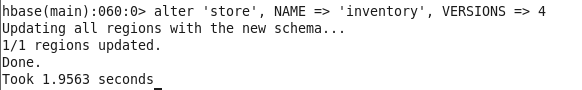 hbase(main):060:0> alter 'store', NAME => 'inventory', VERSIONS => 4
Updating all regions with the new schema...
1/1 regions updated.
Done.
Took 1.9563 seconds